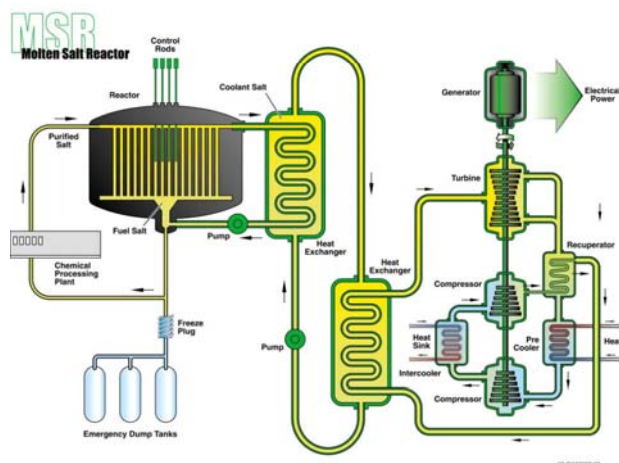 MSR
Molten Salt Reactor
Control
Rods
Reactor
Coolant Salt
Purified
Salt
Fuel Salt
Pump
Heat
Exchanger
Chemical
Processing
Plant
Freeze
Plug
Emergency Dump Tanks
Pump
Heat
Exchanger
Generator
Electrical
Power
Turbine
Recuperator
Compressor
Heat
Sink
Intercooler
Pre
Cooler
Heat
Compressor